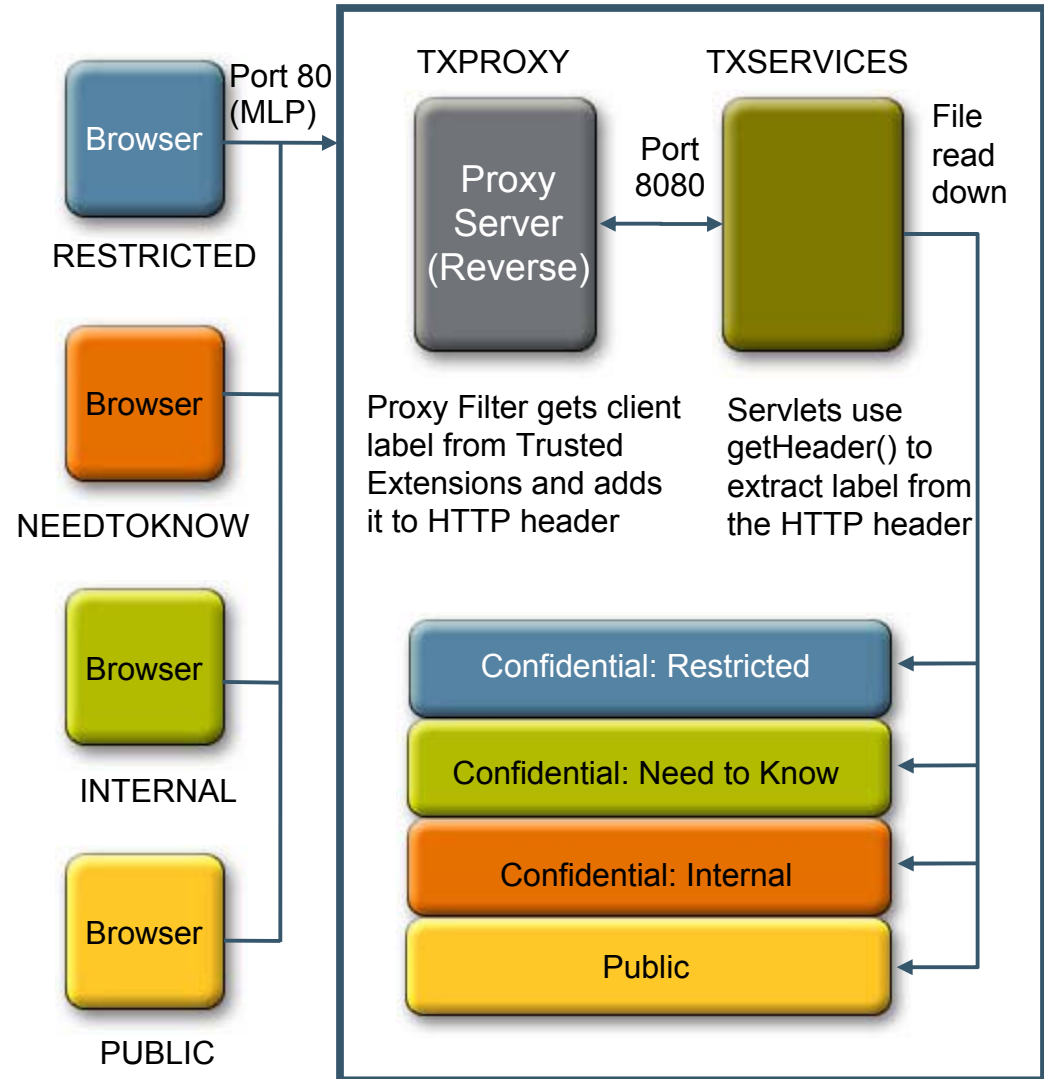 Browser
RESTRICTED
Port 80
(MLP)
Browser
NEEDTOKNOW
Browser
INTERNAL
Browser
PUBLIC
TXPROXY
Proxy
Server
(Reverse)
Port
8080
TXSERVICES
File
read
down
Proxy Filter gets client
label from Trusted
Extensions and adds
it to HTTP header
Servlets use
getHeader() to
extract label from
the HTTP header
Confidential: Restricted
Confidential: Need to Know
Confidential: Internal
Public